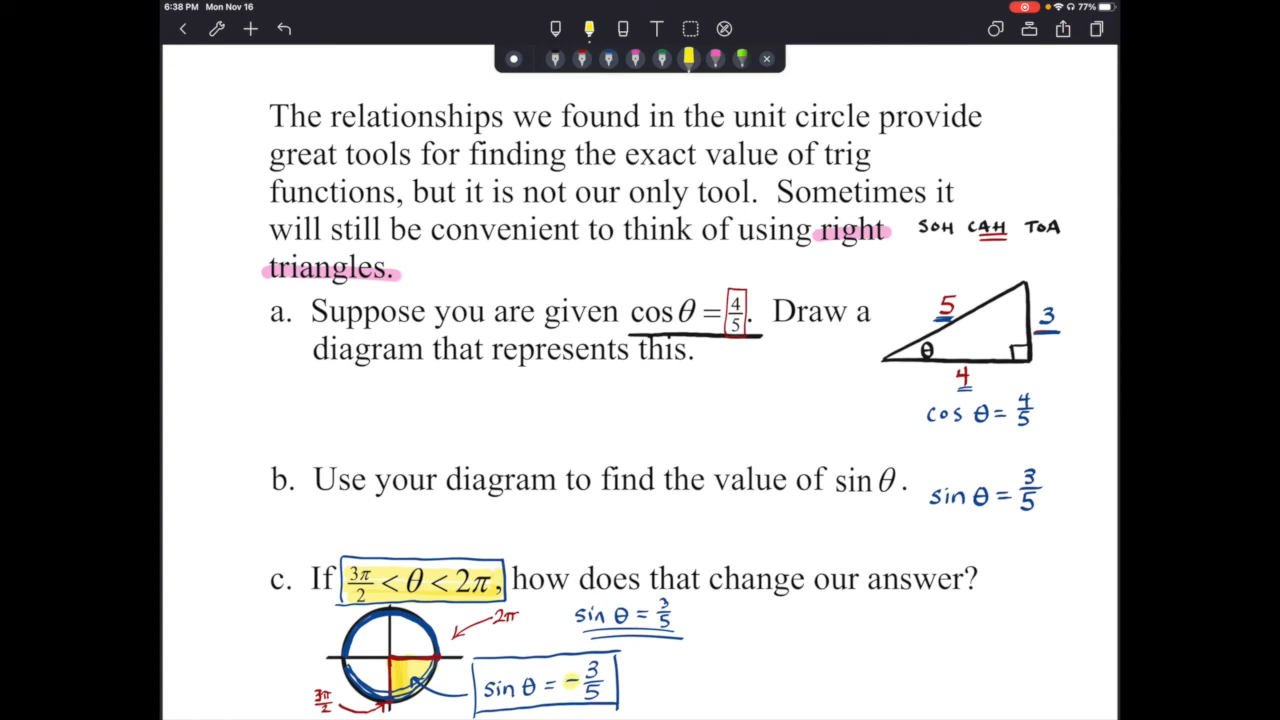 6:38 PM Mon Nov 16
77%
T
The relationships we found in the unit circle provide
great tools for finding the exact value of trig
functions, but it is not our only tool. Sometimes it
will still be convenient to think of using right
SOH CAH TOA
triangles.
a. Suppose you are given cos θ = 4/5. Draw a
diagram that represents this.
5
3
θ
4
cos θ = 4/5
b. Use your diagram to find the value of sin θ.
sin θ = 3/5
c. If 3π/2 < θ < 2π, how does that change our answer?
2π
sin θ = 3/5
sin θ = - 3/5
3π/2